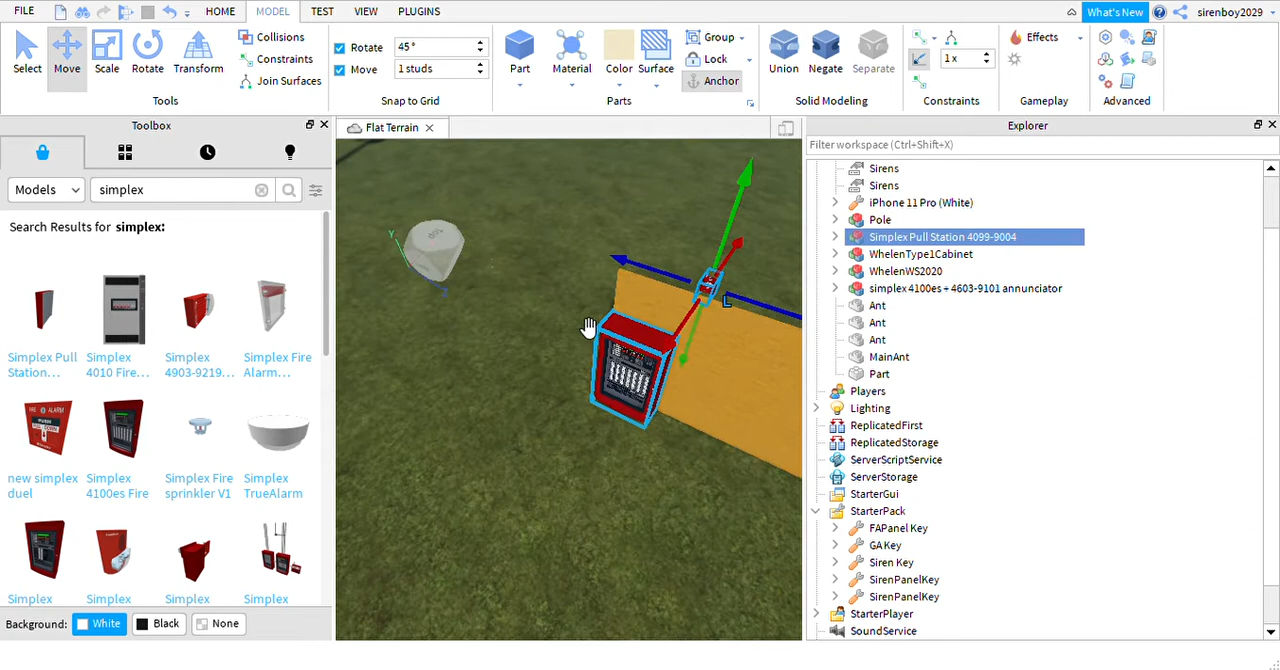 FILE
HOME
MODEL
TEST
VIEW
PLUGINS
What's New
sirenboy2029
Select
Move
Scale
Rotate
Transform
Collisions
Constraints
Join Surfaces
Tools
Rotate
45°
Move
1 studs
Snap to Grid
Part
Material
Color
Surface
Group
Lock
Anchor
Parts
Union
Negate
Separate
Solid Modeling
1 x
Constraints
Effects
Gameplay
Advanced
Toolbox
Models
simplex
Search Results for simplex:
Simplex Pull
Station...
Simplex
4010 Fire...
Simplex
4903-9219...
Simplex Fire
Alarm...
new simplex
duel
Simplex
4100es Fire
Simplex Fire
sprinkler V1
Simplex
TrueAlarm
Simplex
Simplex
Simplex
Simplex
Background:
White
Black
None
Flat Terrain
Y
Z
L
Explorer
Filter workspace (Ctrl+Shift+X)
Sirens
Sirens
iPhone 11 Pro (White)
Pole
Simplex Pull Station 4099-9004
WhelenType1Cabinet
WhelenWS2020
simplex 4100es + 4603-9101 annunciator
Ant
Ant
Ant
MainAnt
Part
Players
Lighting
ReplicatedFirst
ReplicatedStorage
ServerScriptService
ServerStorage
StarterGui
StarterPack
FAPanel Key
GA Key
Siren Key
SirenPanelKey
SirenPanelKey
StarterPlayer
SoundService